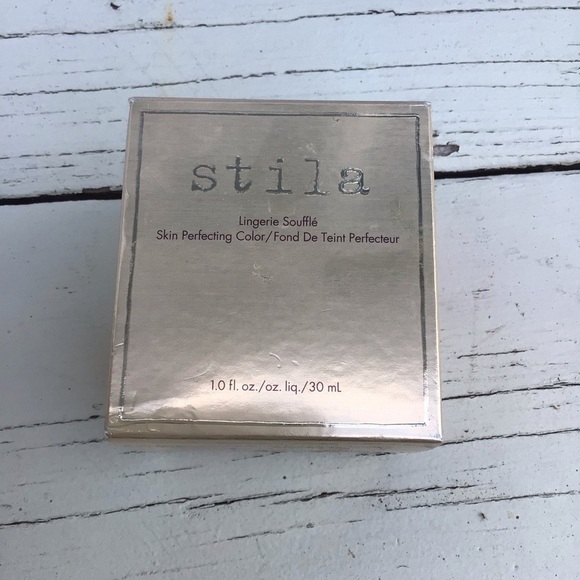 stila
Lingerie Soufflé
Skin Perfecting Color/Fond De Teint Perfecteur
1.0 fl. oz./oz. liq./30 mL